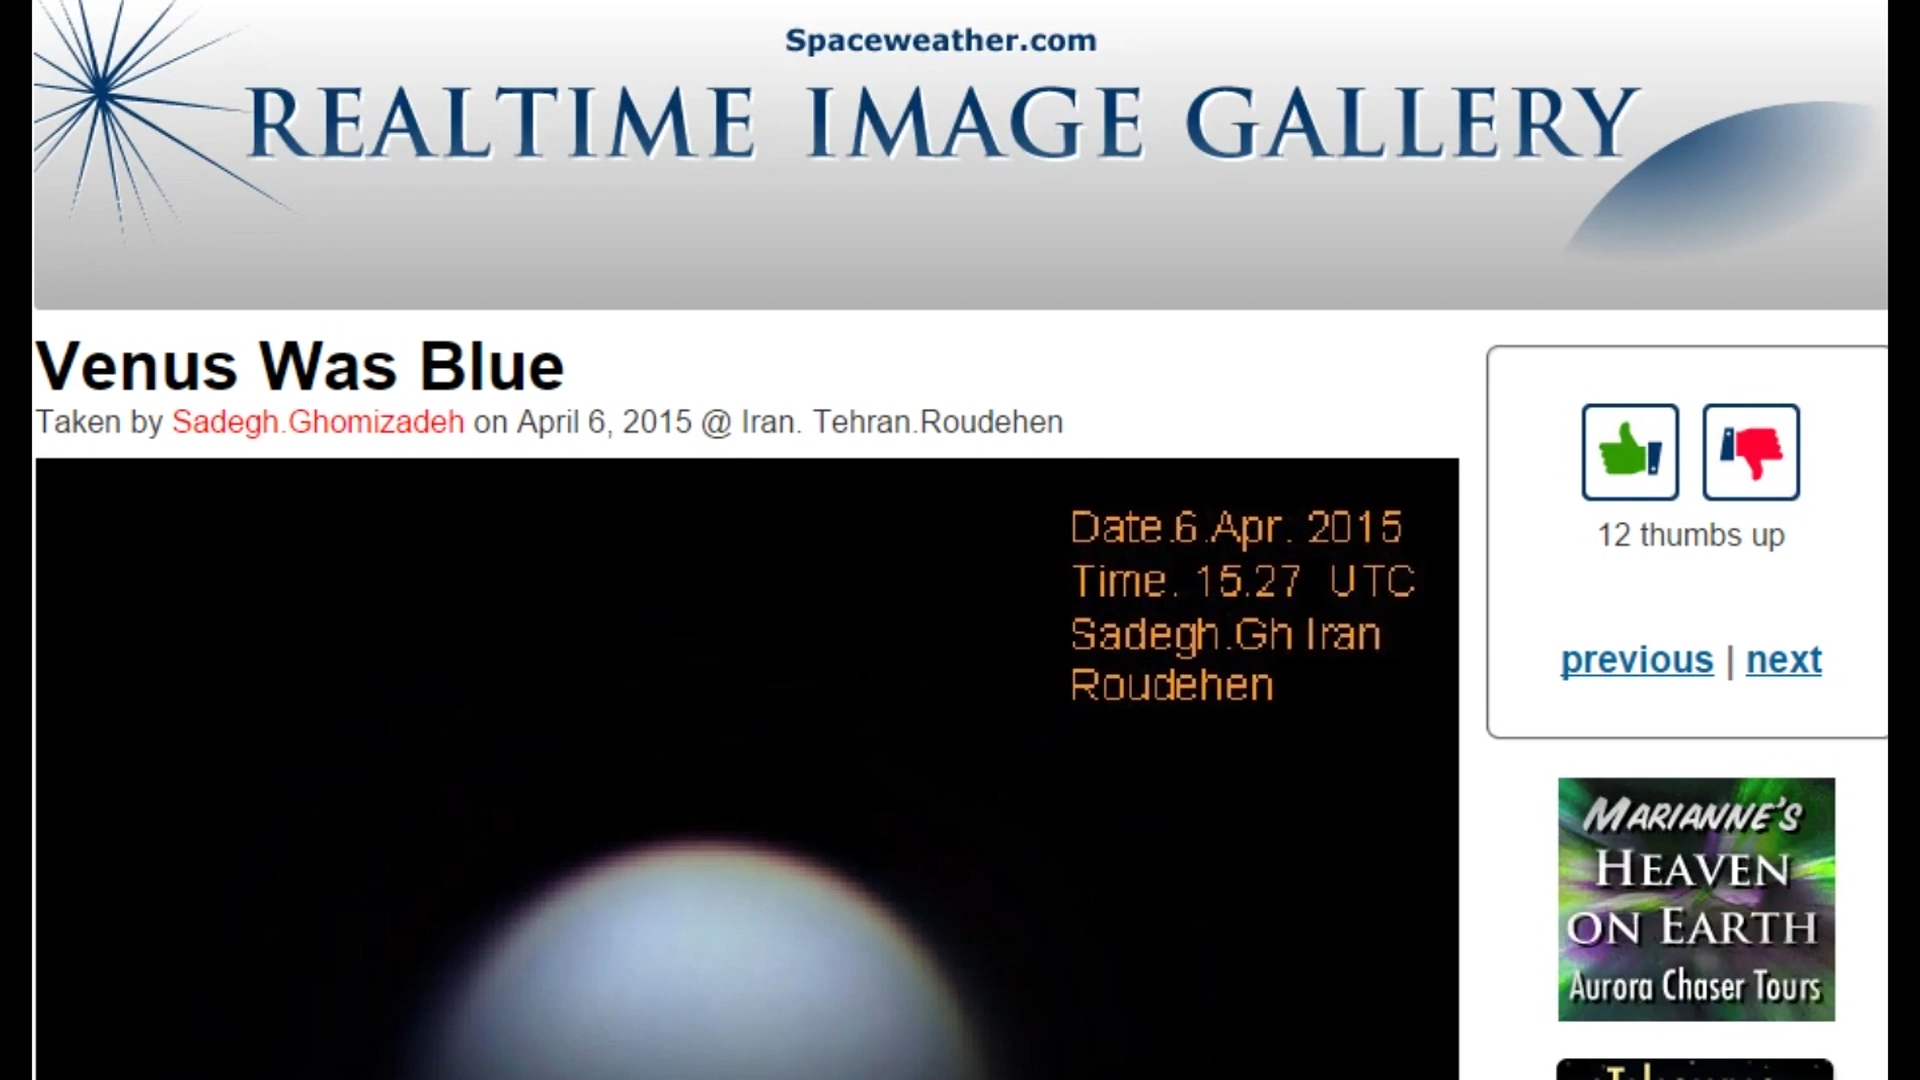 Spaceweather.com
REALTIME IMAGE GALLERY
Venus Was Blue
Taken by Sadegh.Ghomizadeh on April 6, 2015 @ Iran. Tehran.Roudehen
Date.6.Apr. 2015
Time. 15.27 UTC
Sadegh.Gh Iran
Roudehen
12 thumbs up
previous | next
MARIANNE'S
HEAVEN
ON EARTH
Aurora Chaser Tours